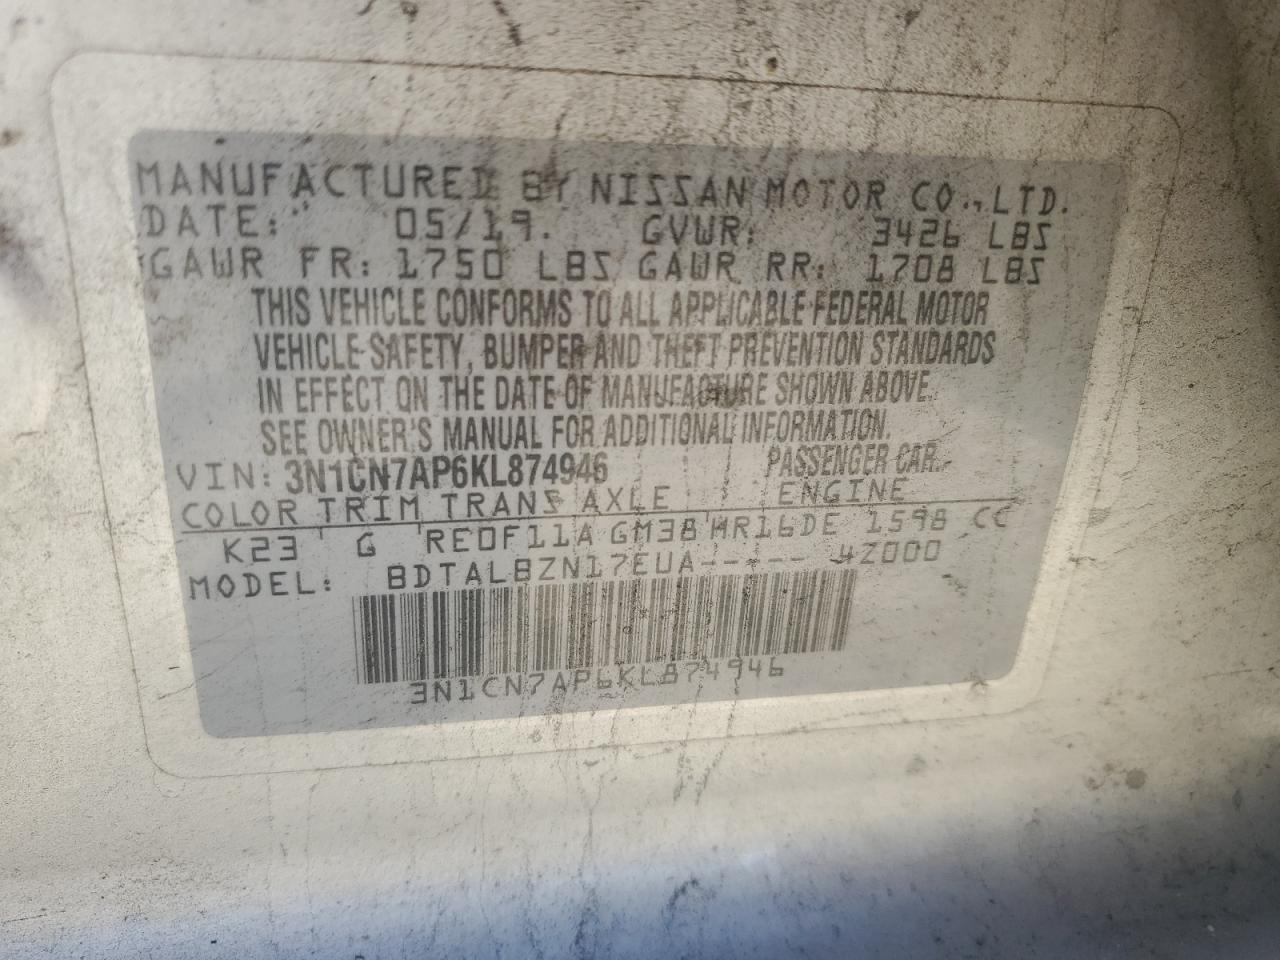 MANUFACTURED BY NISSAN MOTOR CO., LTD.
DATE: 05/19. GVWR: 3426 LBS
GAWR FR: 1750 LBS GAWR RR: 1708 LBS
THIS VEHICLE CONFORMS TO ALL APPLICABLE FEDERAL MOTOR
VEHICLE SAFETY, BUMPER AND THEFT PREVENTION STANDARDS
IN EFFECT ON THE DATE OF MANUFACTURE SHOWN ABOVE.
SEE OWNER'S MANUAL FOR ADDITIONAL INFORMATION.
VIN: 3N1CN7AP6KL874946 PASSENGER CAR
COLOR TRIM TRANS AXLE ENGINE
K23 G RE0F11A GM38 HR16DE 1598 CC
MODEL: BDTALBZN17EUA----- 4Z000
3N1CN7AP6KL874946